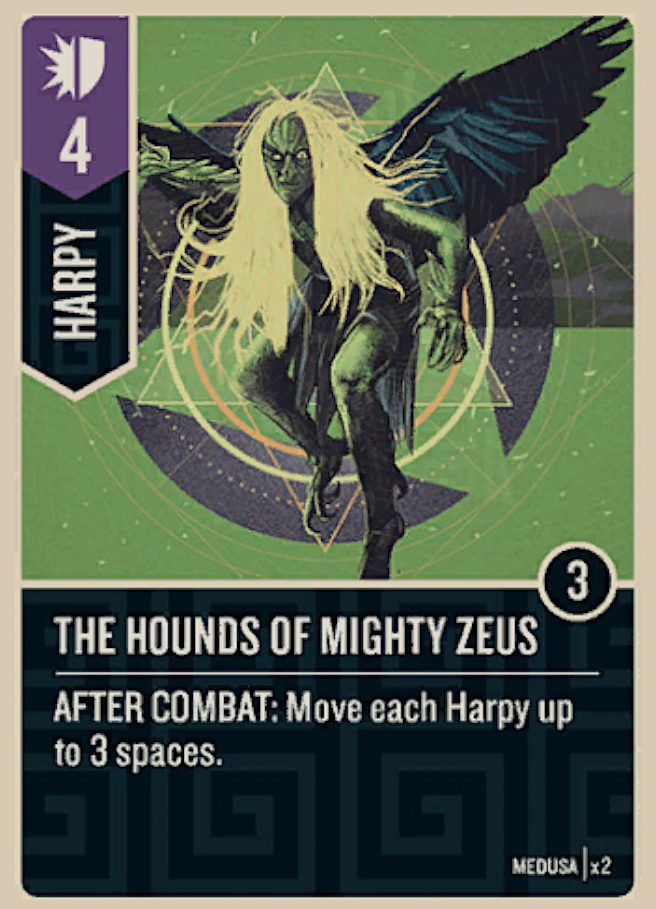 4
HARPY
3
THE HOUNDS OF MIGHTY ZEUS
AFTER COMBAT: Move each Harpy up
to 3 spaces.
MEDUSA | x2